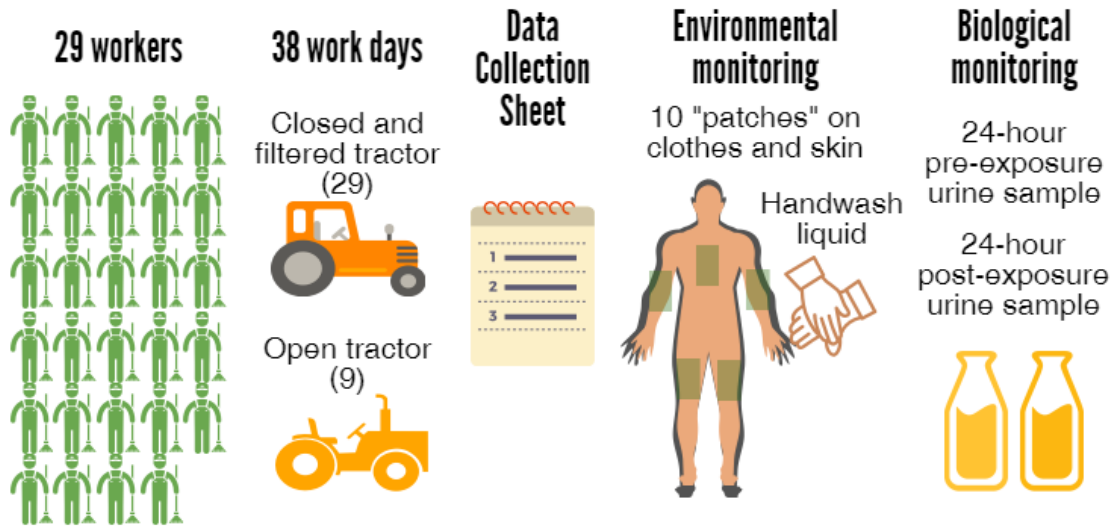 29 workers
38 work days
Closed and
filtered tractor
(29)
Open tractor
(9)
Data
Collection
Sheet
1
2
3
Environmental
monitoring
10 "patches" on
clothes and skin
Handwash
liquid
Biological
monitoring
24-hour
pre-exposure
urine sample
24-hour
post-exposure
urine sample